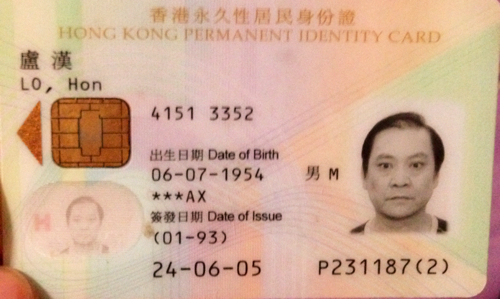 香港永久性居民身份證
HONG KONG PERMANENT IDENTITY CARD
盧漢
LO, Hon
4151 3352
出生日期 Date of Birth
06-07-1954 男 M
***AX
簽發日期 Date of Issue
(01-93)
24-06-05 P231187(2)